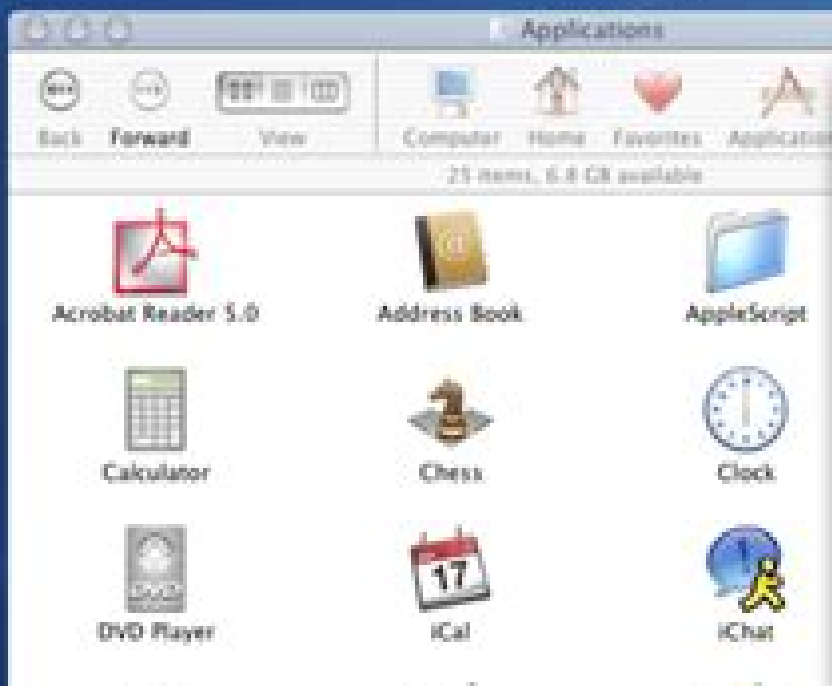 Applications
Back Forward View Computer Home Favorites Application
25 items, 6.8 GB available
Acrobat Reader 5.0 Address Book AppleScript
@
Calculator Chess Clock
17
DVD Player iCal iChat